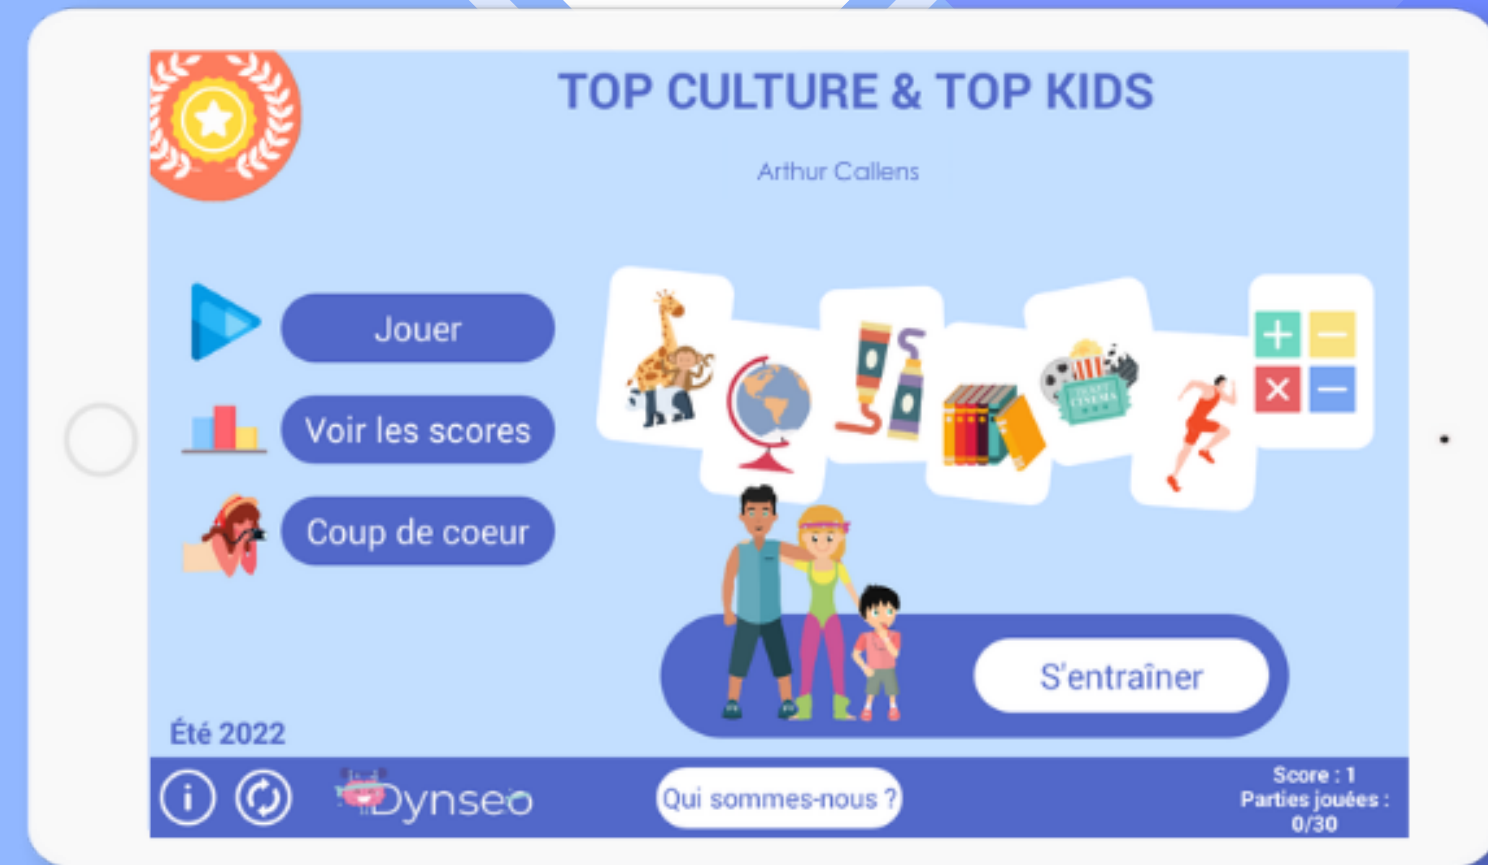 TOP CULTURE & TOP KIDS
Arthur Callens
Jouer
Voir les scores
Coup de coeur
CINEMA
S'entraîner
Été 2022
Dynseo
Qui sommes-nous ?
Score : 1
Parties jouées :
0/30